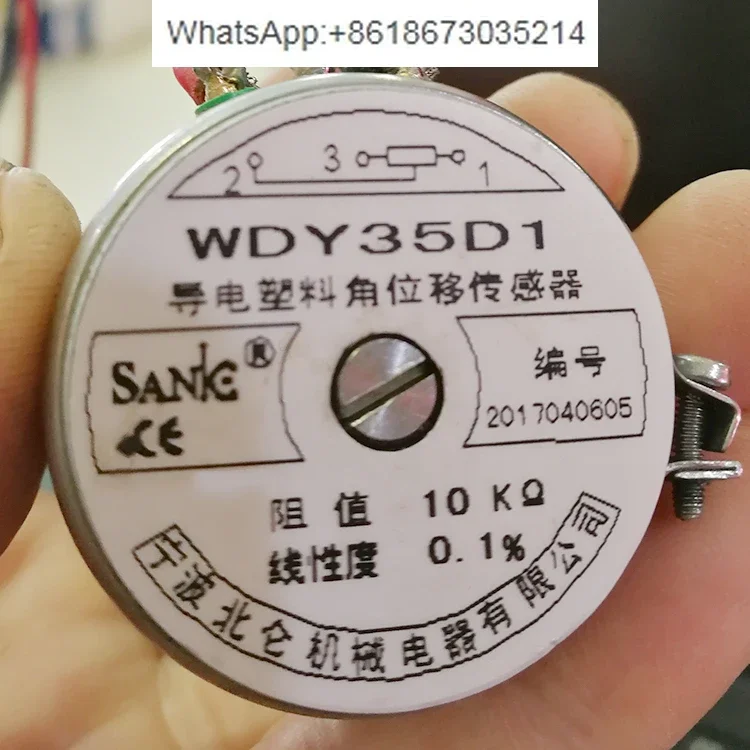 WhatsApp:+8618673035214
2 3 1
WDY35D1
导电塑料角位移传感器
SANKE ®
CE
编号
2017040605
阻值 10 KΩ
线性度 0.1%
宁波北仑机械电器有限公司